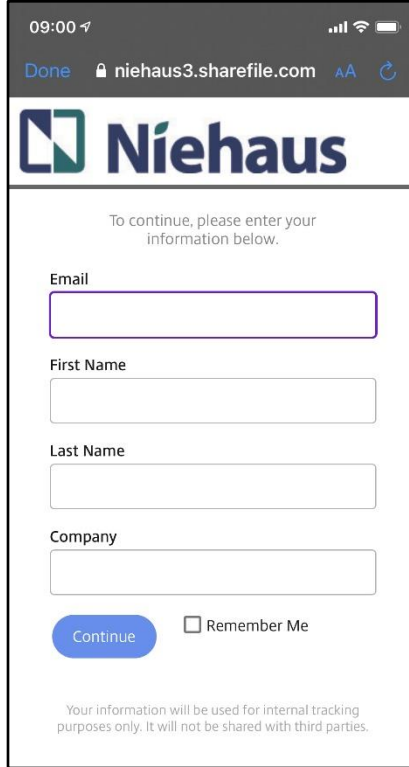 09:00
Done niehaus3.sharefile.com AA
Niehaus
To continue, please enter your
information below.
Email
First Name
Last Name
Company
Continue Remember Me
Your information will be used for internal tracking
purposes only. It will not be shared with third parties.